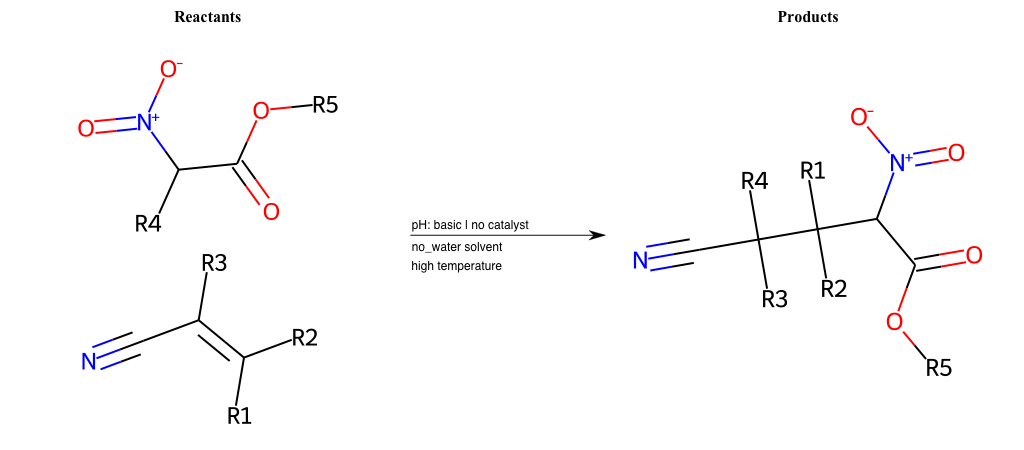 Reactants
Products
O⁻
O
N⁺
O
R5
R4
O
R3
N
R2
R1
pH: basic | no catalyst
no_water solvent
high temperature
O⁻
N⁺
O
R4
R1
N
R3
R2
O
O
R5